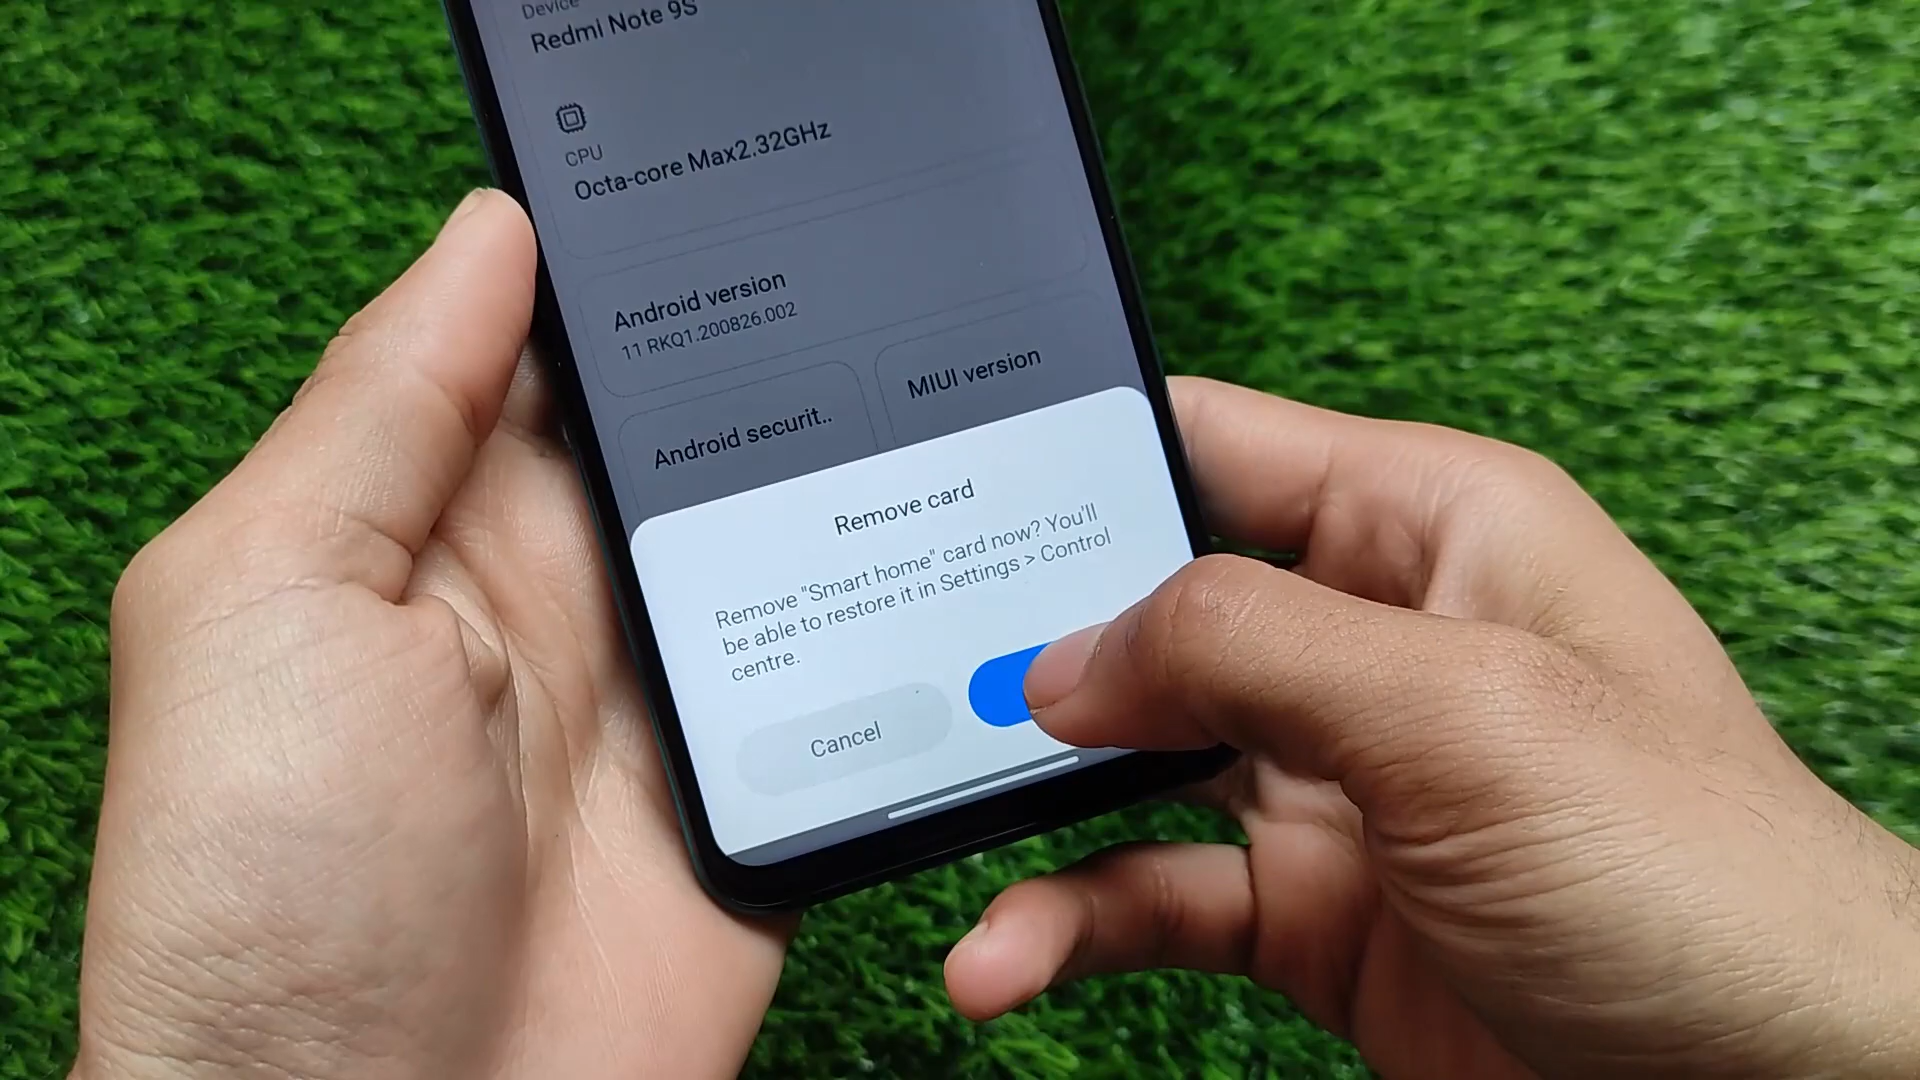 Device
Redmi Note 9S
CPU
Octa-core Max2.32GHz
Android version
11 RKQ1.200826.002
Android securit..
MIUI version
Remove card
Remove "Smart home" card now? You'll
be able to restore it in Settings > Control
centre.
Cancel